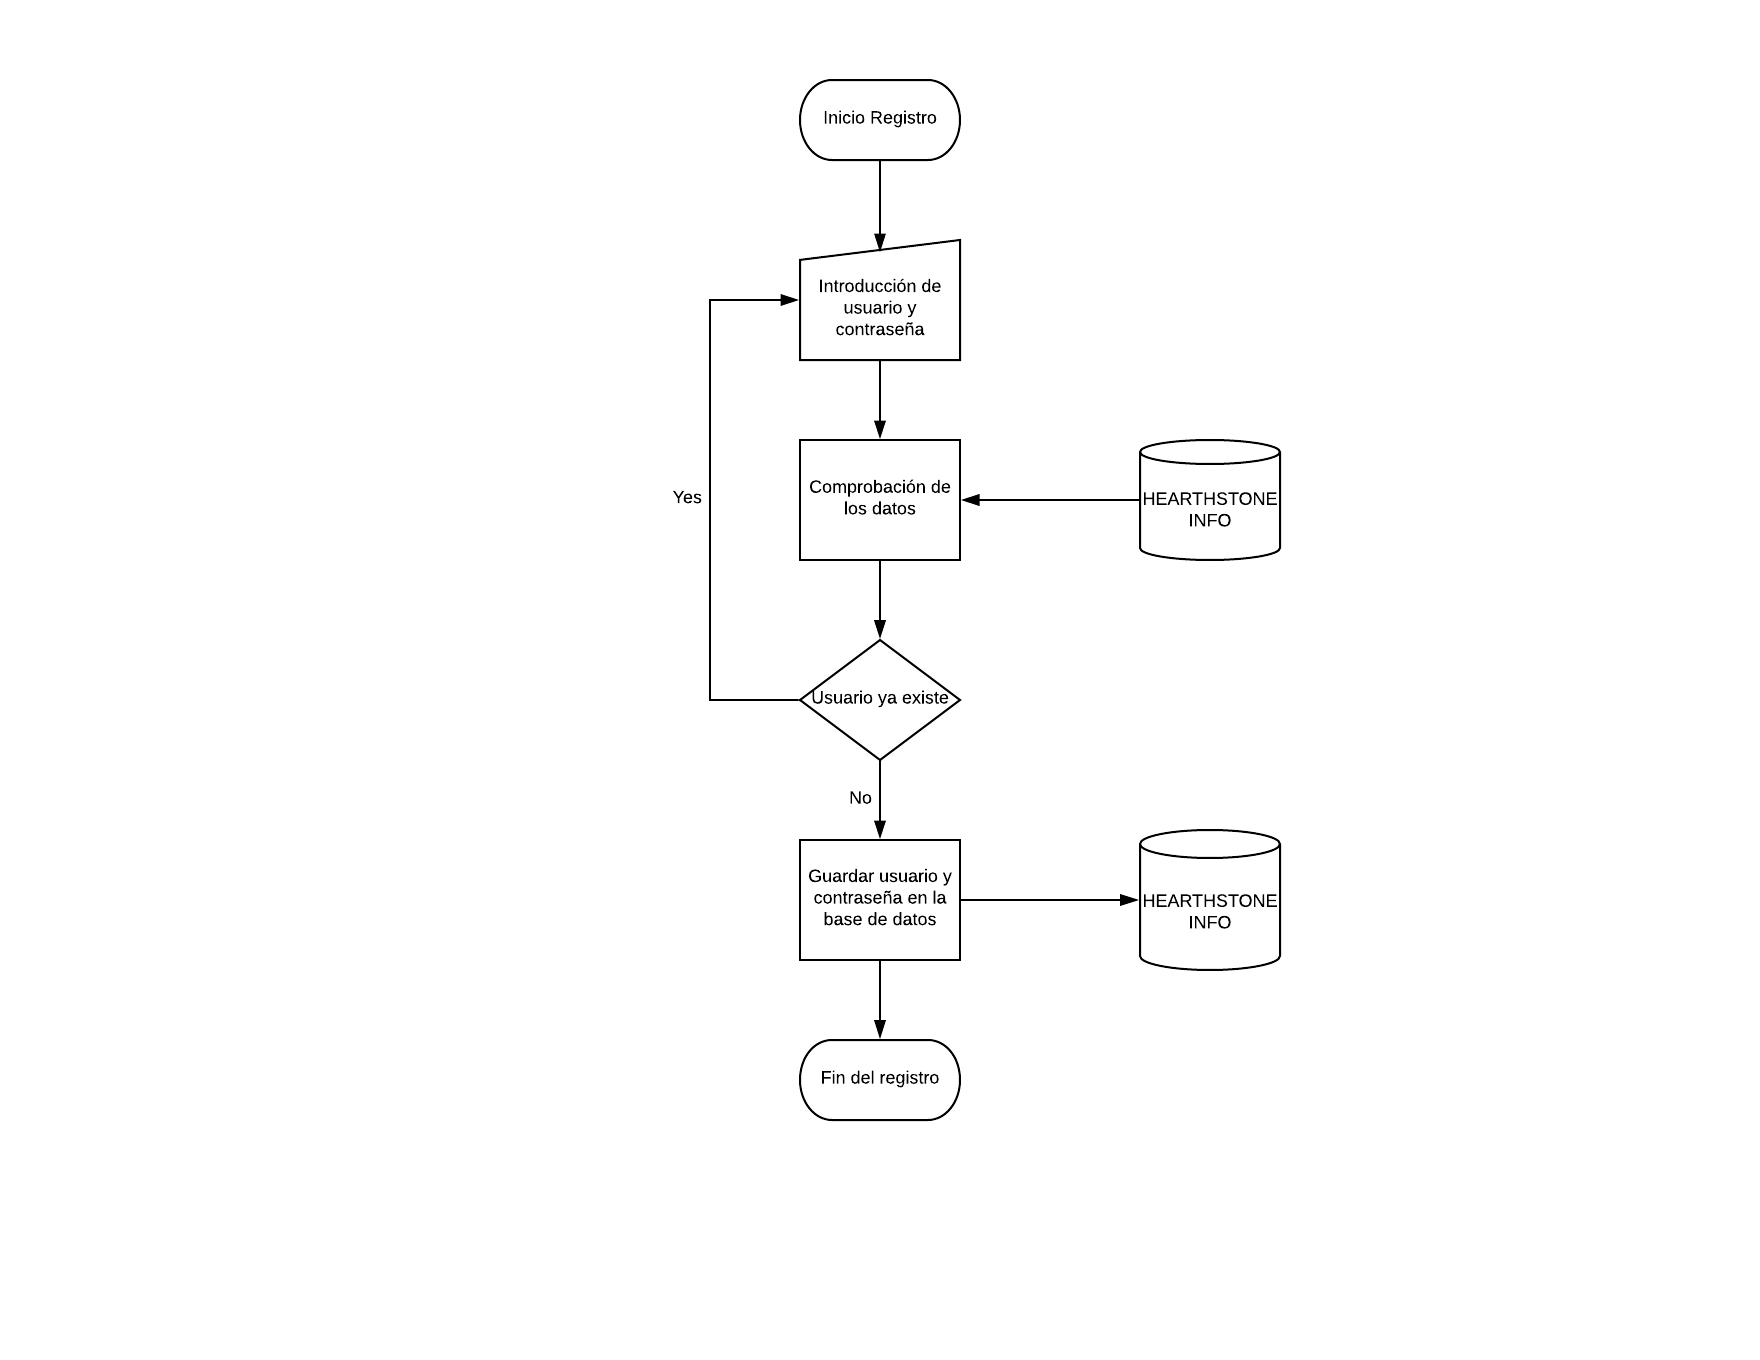 Inicio Registro
Introducción de
usuario y
contraseña
Yes
Comprobación de
los datos
HEARTHSTONE
INFO
Usuario ya existe
No
Guardar usuario y
contraseña en la
base de datos
HEARTHSTONE
INFO
Fin del registro